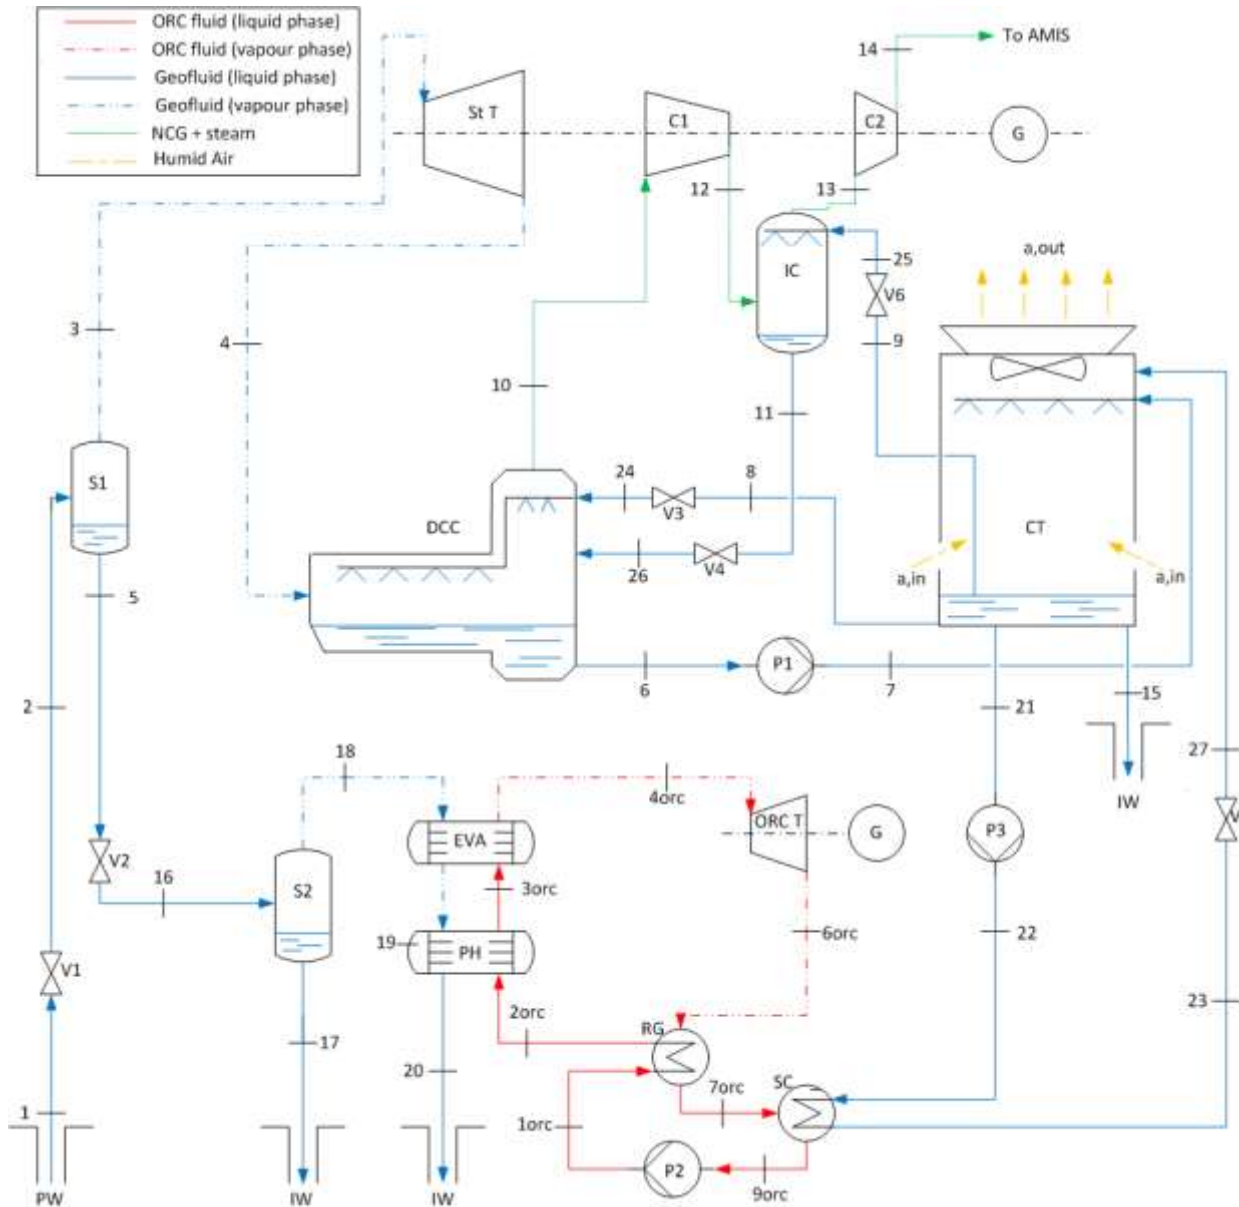 ORC fluid (liquid phase)
ORC fluid (vapour phase)
Geofluid (liquid phase)
Geofluid (vapour phase)
NCG + steam
Humid Air
14
To AMIS
St T
C1
C2
G
12
13
IC
25
a,out
V6
3
4
9
10
11
S1
24
8
V3
DCC
CT
26
V4
a,in
a,in
5
P1
6
7
2
21
15
18
27
4orc
IW
ORC T
G
P3
V
EVA
V2
16
S2
3orc
19
PH
6orc
22
V1
2orc
23
RG
17
20
7orc
SC
1
1orc
P2
9orc
PW
IW
IW